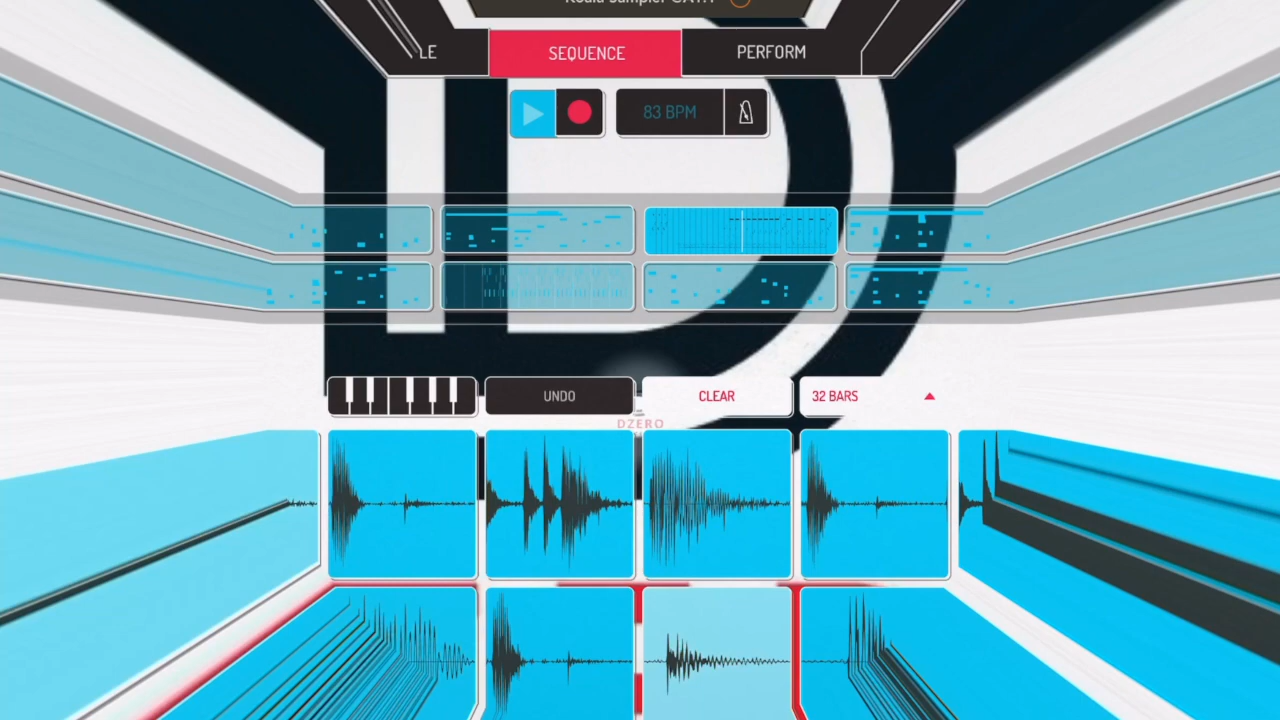 LE
SEQUENCE
PERFORM
83 BPM
UNDO
CLEAR
32 BARS
DZERO